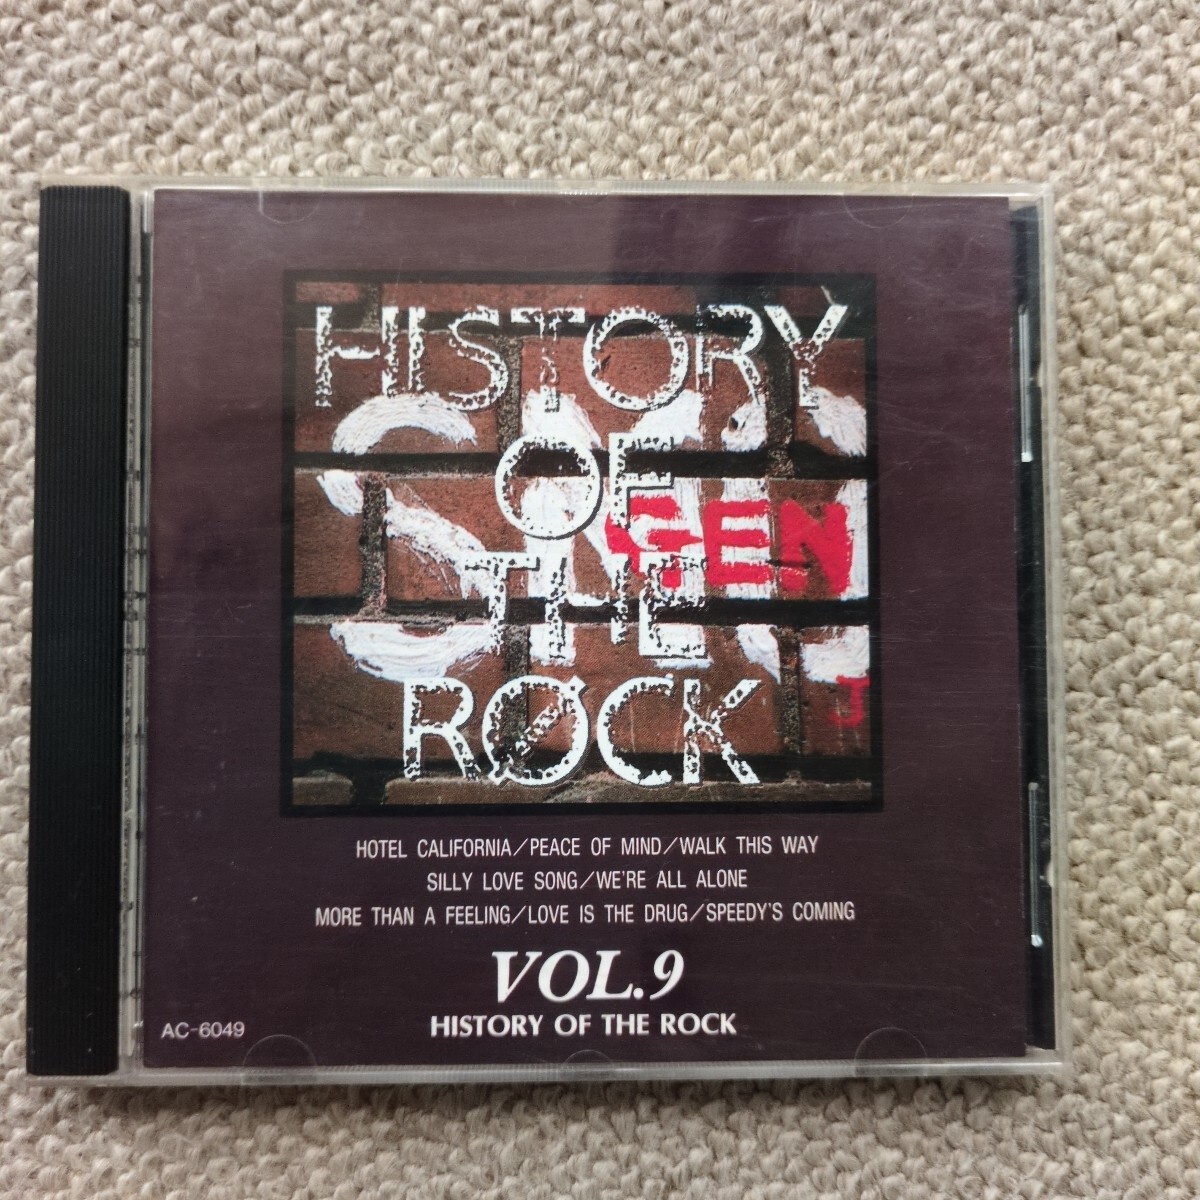 HISTORY
OF
THE
ROCK
GEN
J
HOTEL CALIFORNIA/PEACE OF MIND/WALK THIS WAY
SILLY LOVE SONG/WE'RE ALL ALONE
MORE THAN A FEELING/LOVE IS THE DRUG/SPEEDY'S COMING
VOL.9
HISTORY OF THE ROCK
AC-6049